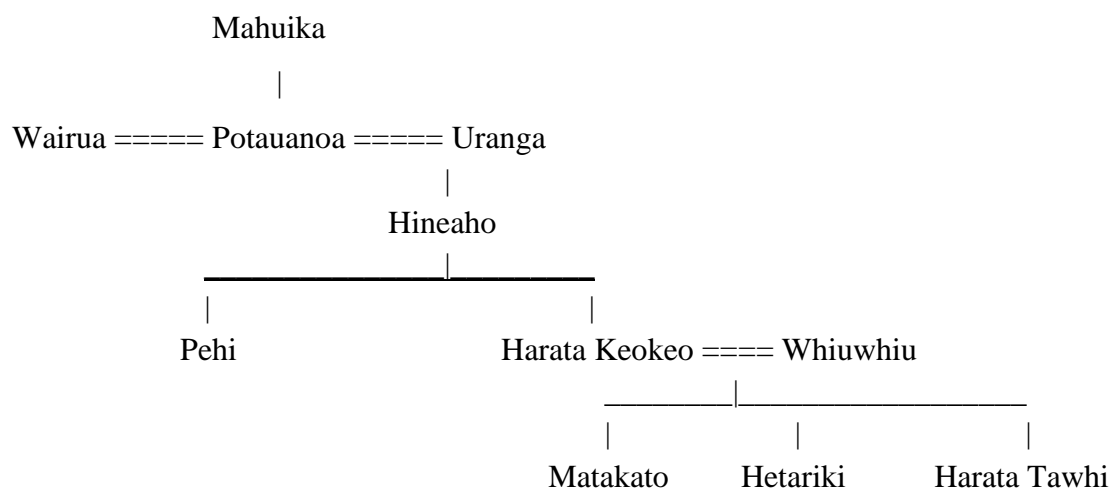 Mahuika
Wairua ===== Potauanoa ===== Uranga
Hineaho
Pehi Harata Keokeo ==== Whiuwhiu
Matakato Hetariki Harata Tawhi